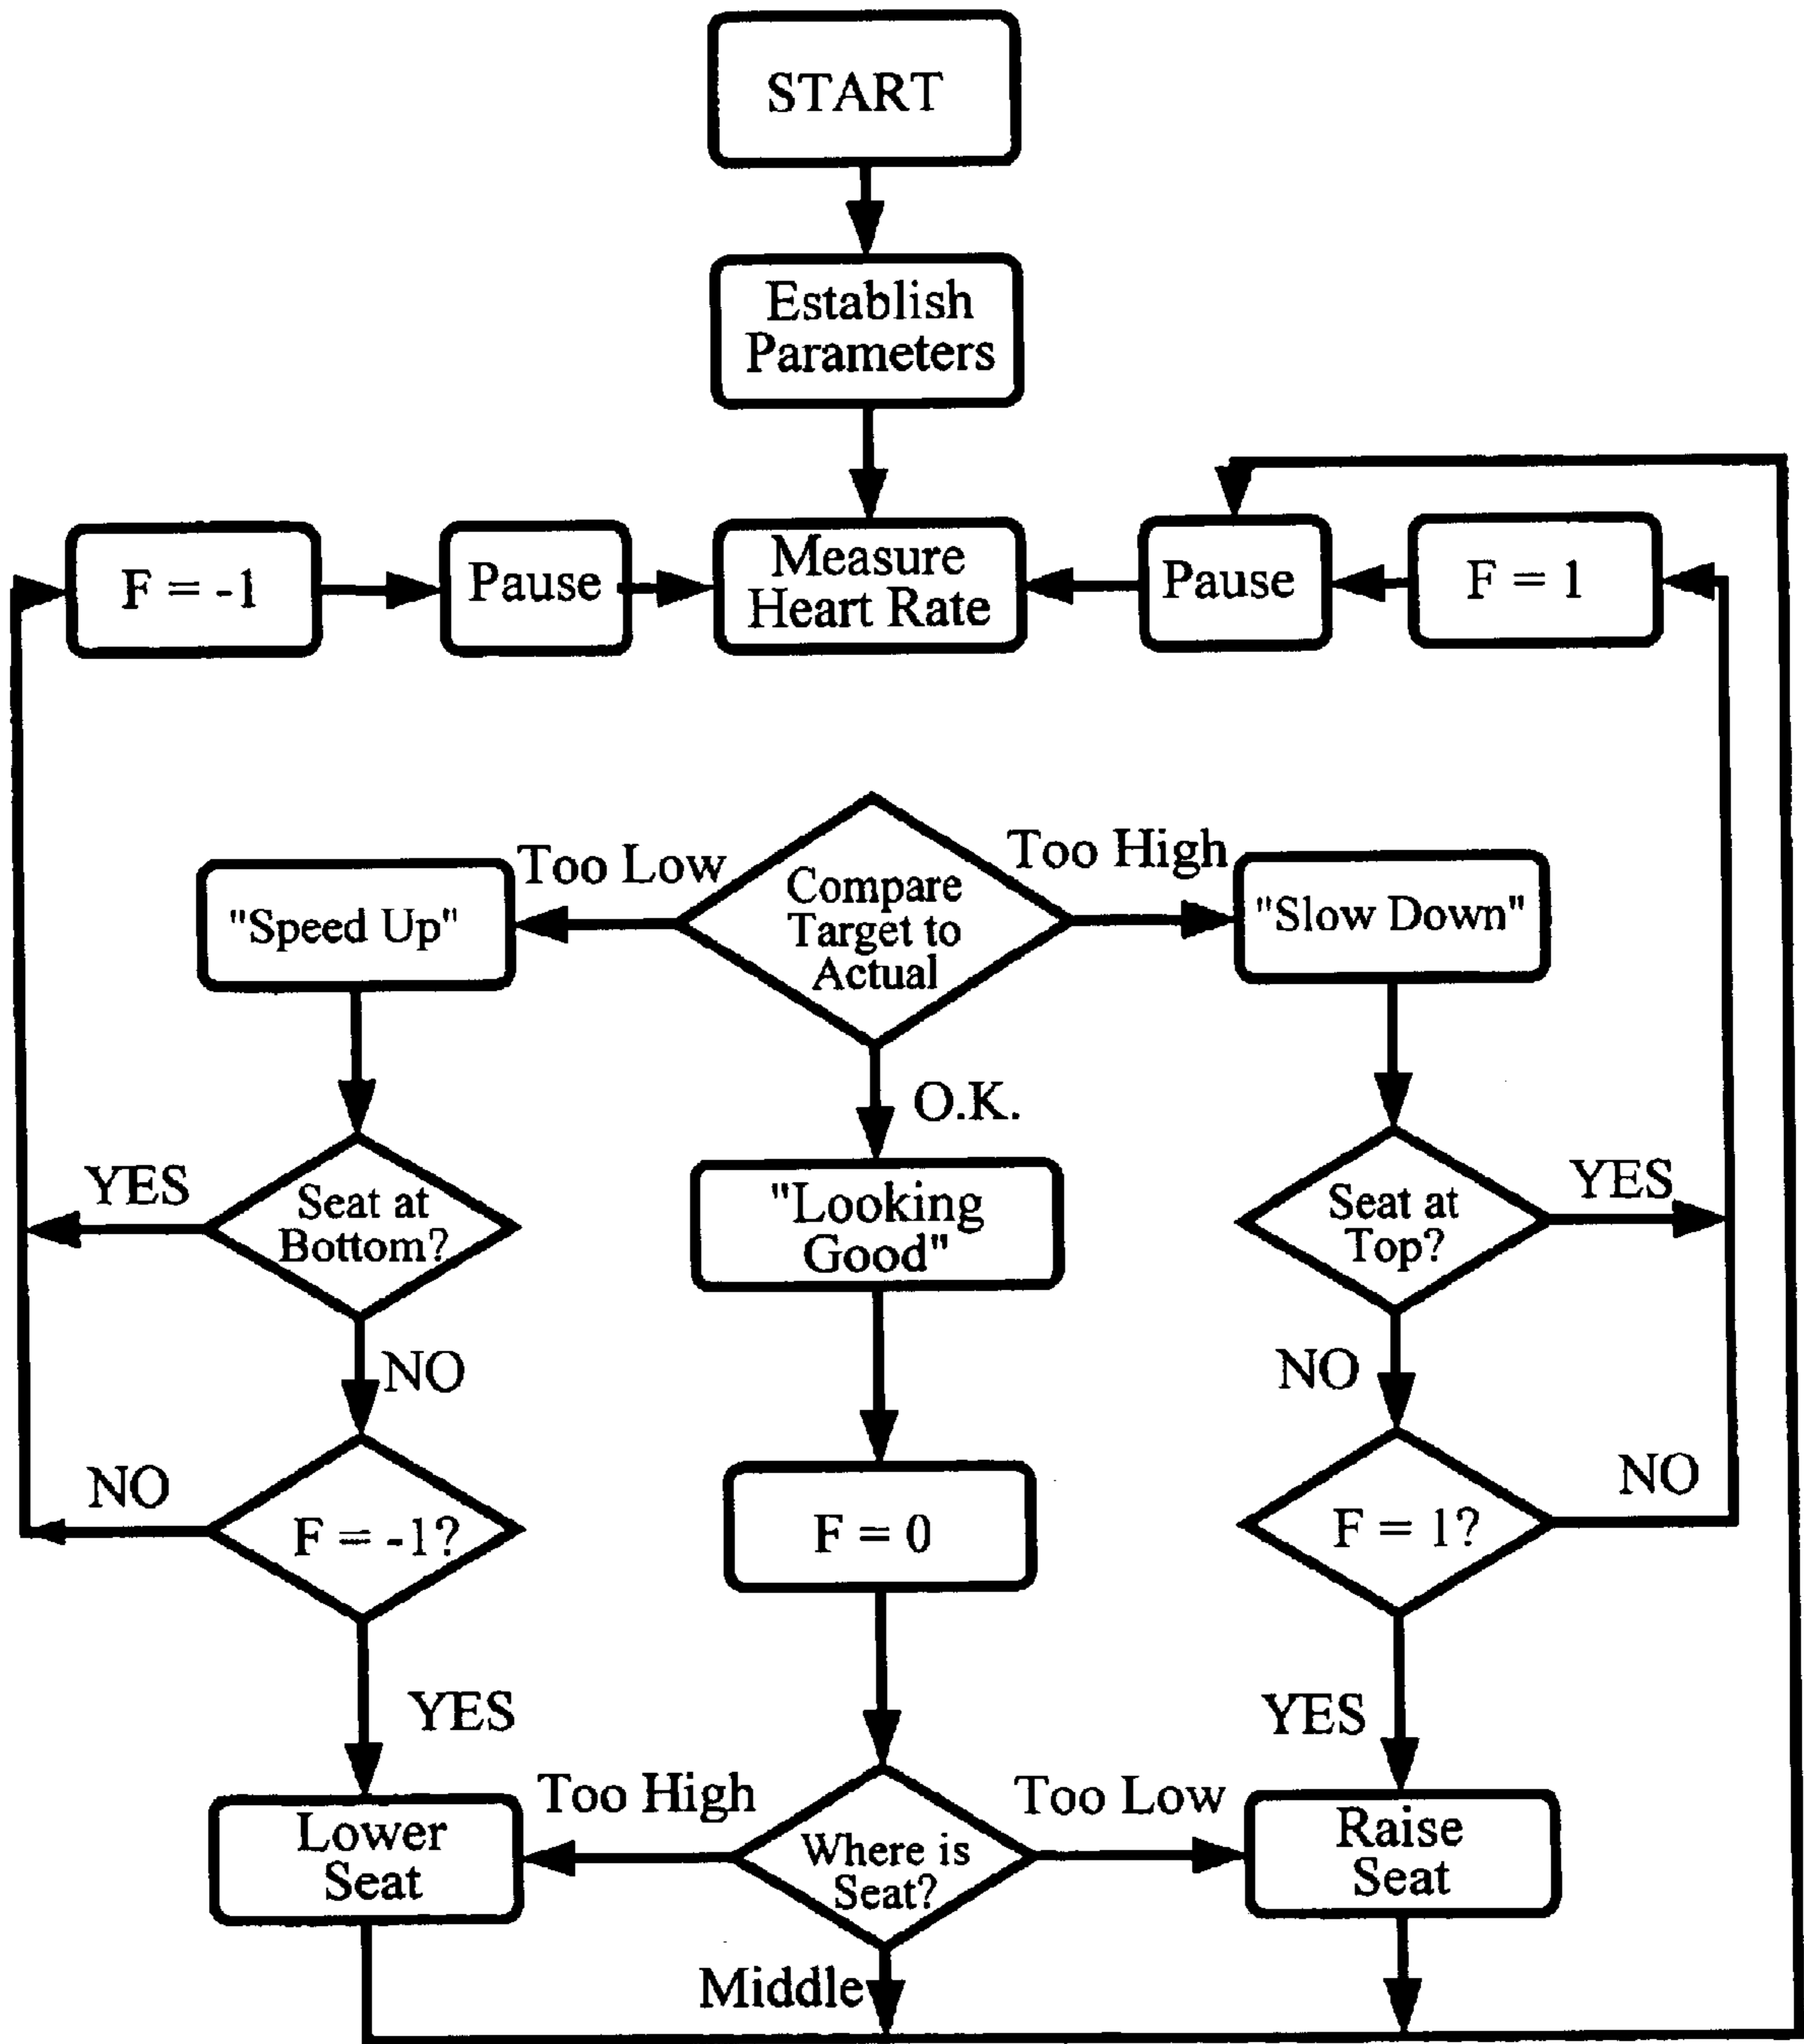 START
Establish
Parameters
F = -1
Pause
Measure
Heart Rate
Pause
F = 1
Too Low
Too High
"Speed Up"
Compare
Target to
Actual
"Slow Down"
O.K.
YES
Seat at
Bottom?
"Looking
Good"
Seat at
Top?
YES
NO
NO
NO
F = -1?
F = 0
F = 1?
NO
YES
YES
Too High
Too Low
Lower
Seat
Where is
Seat?
Raise
Seat
Middle